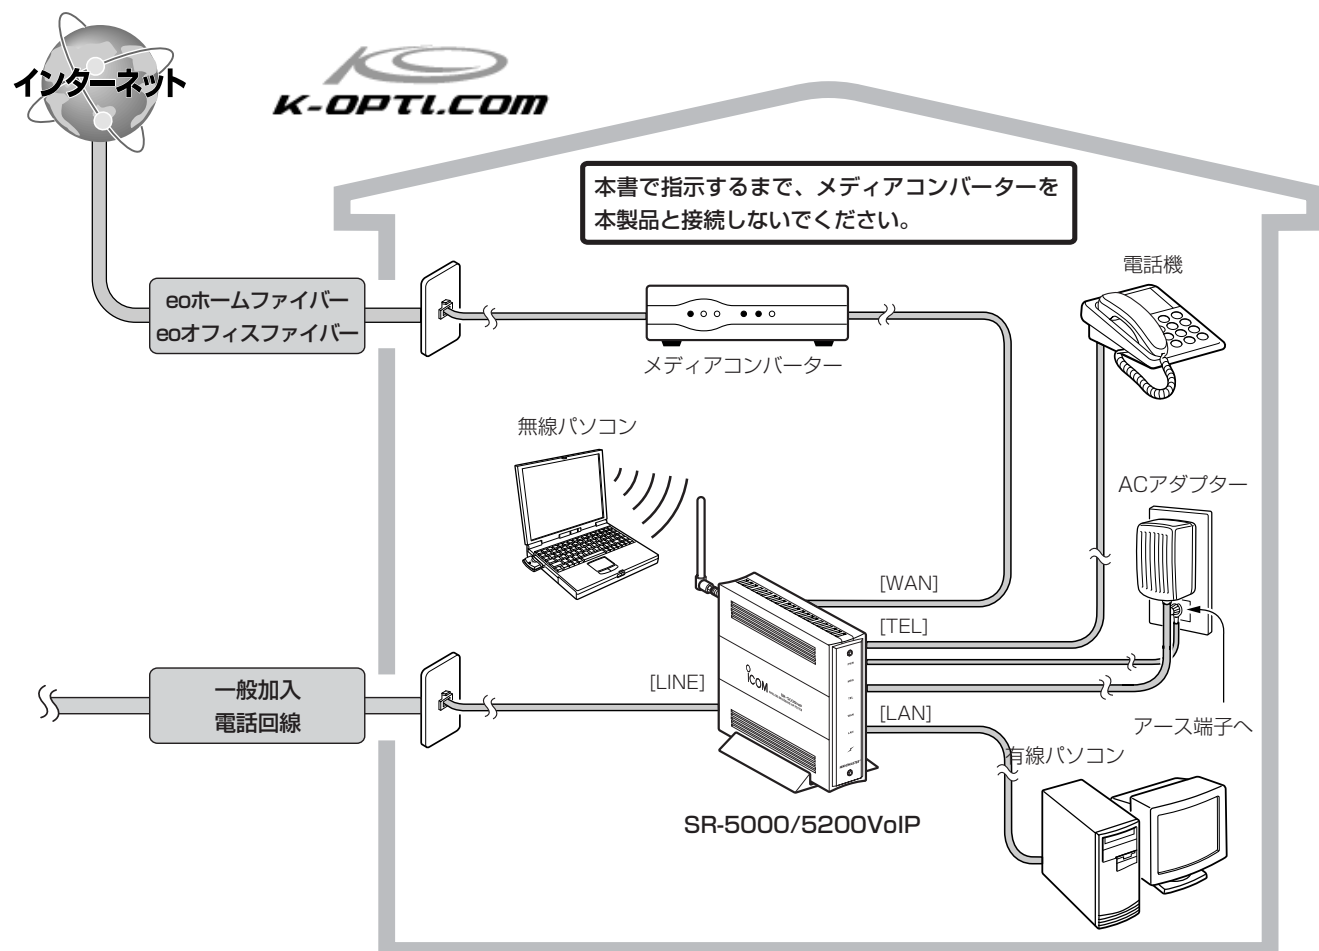 インターネット
K-OPTI.COM
本書で指示するまで、メディアコンバーターを
本製品と接続しないでください。
電話機
eoホームファイバー
eoオフィスファイバー
メディアコンバーター
無線パソコン
ACアダプター
[WAN]
[TEL]
一般加入
電話回線
[LINE]
ICOM
[LAN]
アース端子へ
有線パソコン
SR-5000/5200VoIP